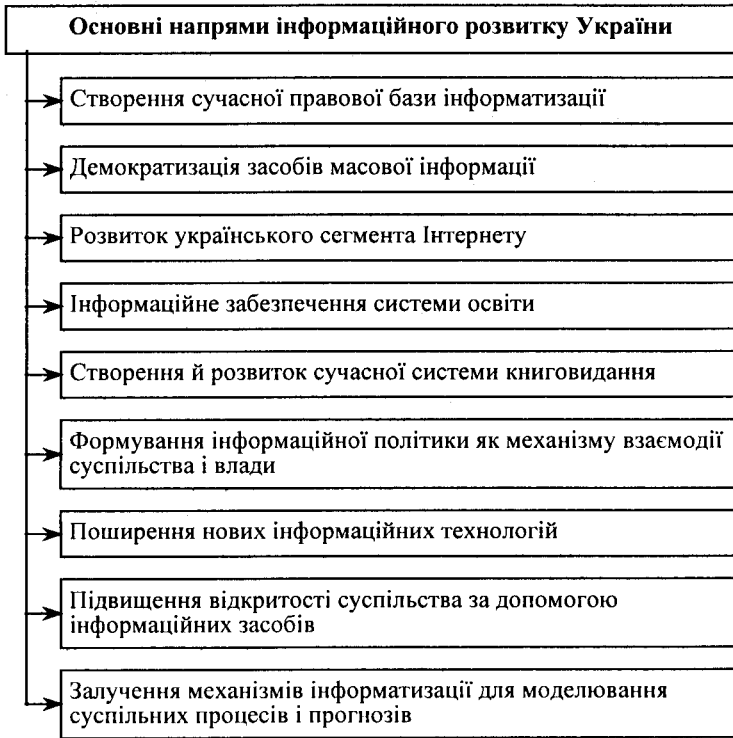 Основні напрями інформаційного розвитку України
Створення сучасної правової бази інформатизації
Демократизація засобів масової інформації
Розвиток українського сегмента Інтернету
Інформаційне забезпечення системи освіти
Створення й розвиток сучасної системи книговидання
Формування інформаційної політики як механізму взаємодії
суспільства і влади
Поширення нових інформаційних технологій
Підвищення відкритості суспільства за допомогою
інформаційних засобів
Залучення механізмів інформатизації для моделювання
суспільних процесів і прогнозів